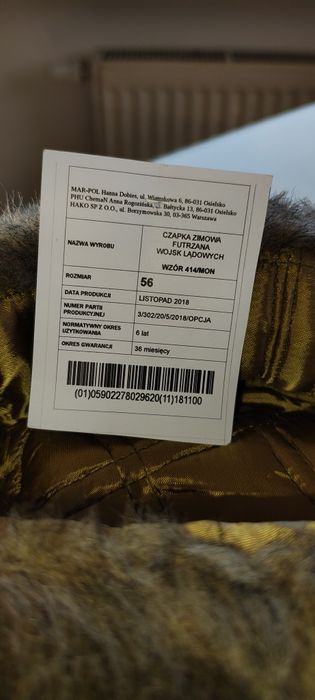 MAR-POL Hanna Dobies, ul. Wiatrakowa 6, 86-031 Osielsko
PHU ChemaN Anna Rogozińska, ul. Bałtycka 13, 86-031 Osielsko
HAKO SP Z O.O., ul. Borzymowska 30, 03-365 Warszawa
NAZWA WYROBU
CZAPKA ZIMOWA
FUTRZANA
WOJSK LĄDOWYCH
WZÓR 414/MON
ROZMIAR
56
DATA PRODUKCJI
LISTOPAD 2018
NUMER PARTII
PRODUKCYJNEJ
3/302/20/5/2018/OPCJA
NORMATYWNY OKRES
UŻYTKOWANIA
6 lat
OKRES GWARANCJI
36 miesięcy
(01)05902278029620(11)181100